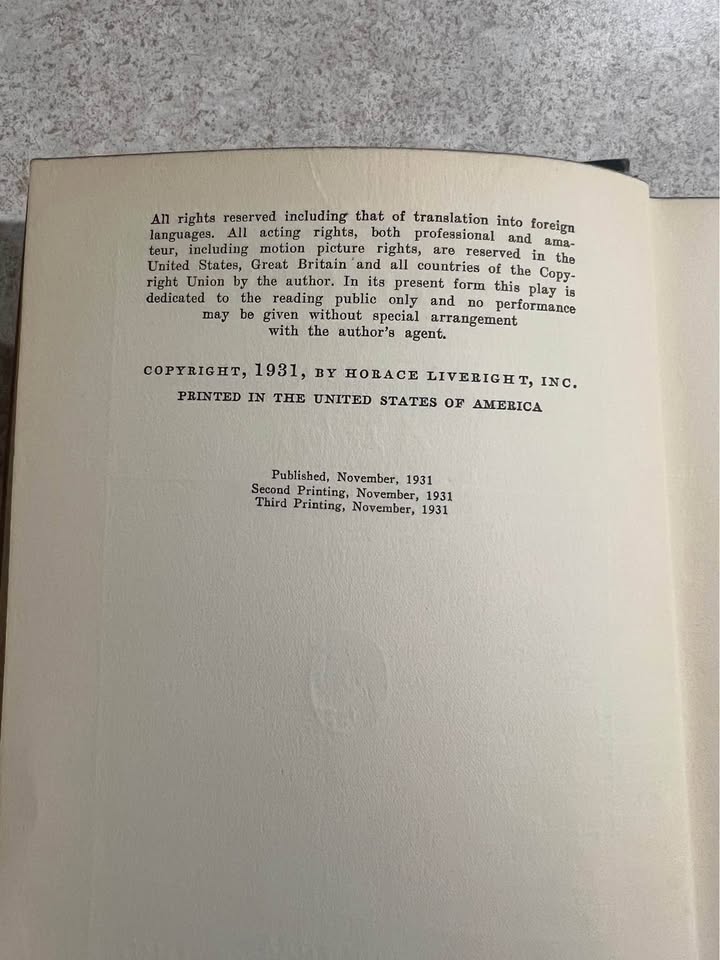 All rights reserved including that of translation into foreign
languages. All acting rights, both professional and ama-
teur, including motion picture rights, are reserved in the
United States, Great Britain and all countries of the Copy-
right Union by the author. In its present form this play is
dedicated to the reading public only and no performance
may be given without special arrangement
with the author's agent.
COPYRIGHT, 1931, BY HORACE LIVERIGHT, INC.
PRINTED IN THE UNITED STATES OF AMERICA
Published, November, 1931
Second Printing, November, 1931
Third Printing, November, 1931